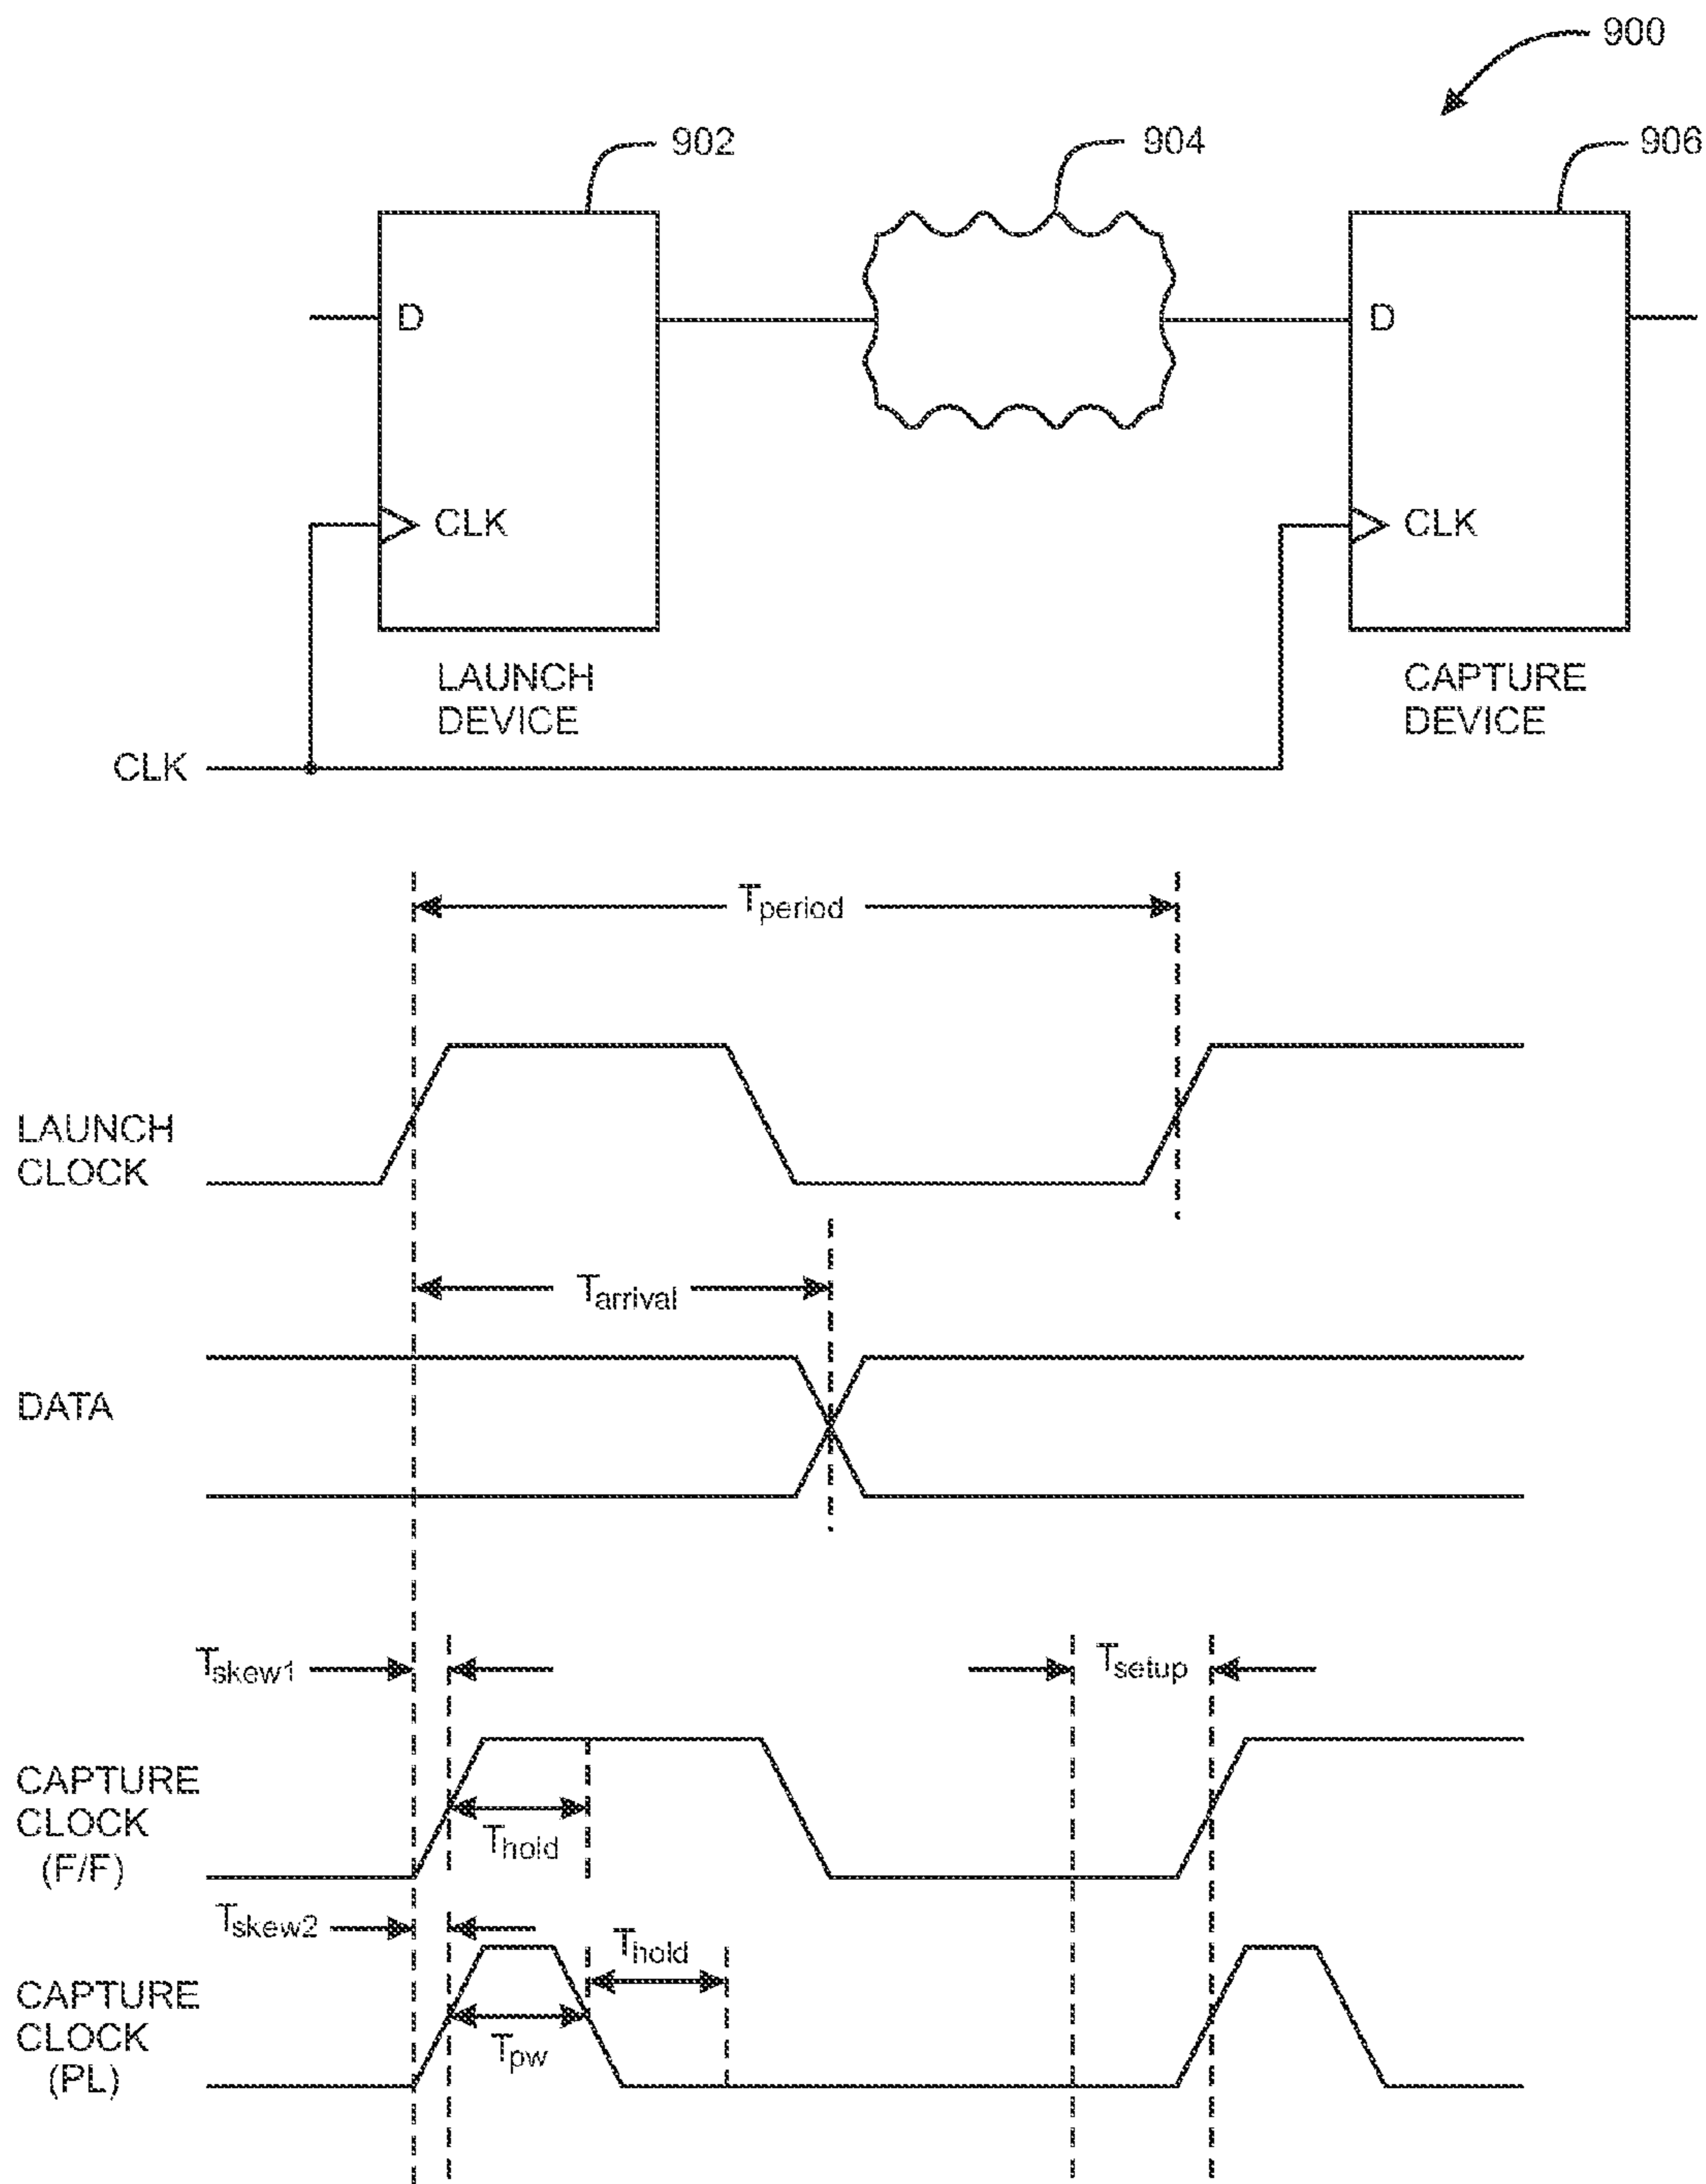 900
902
904
906
D
D
CLK
CLK
LAUNCH
DEVICE
CAPTURE
DEVICE
CLK
Tperiod
LAUNCH
CLOCK
Tarrival
DATA
Tskew1
Tsetup
CAPTURE
CLOCK
(F/F)
Thold
Tskew2
Thold
CAPTURE
CLOCK
(PL)
Tpw